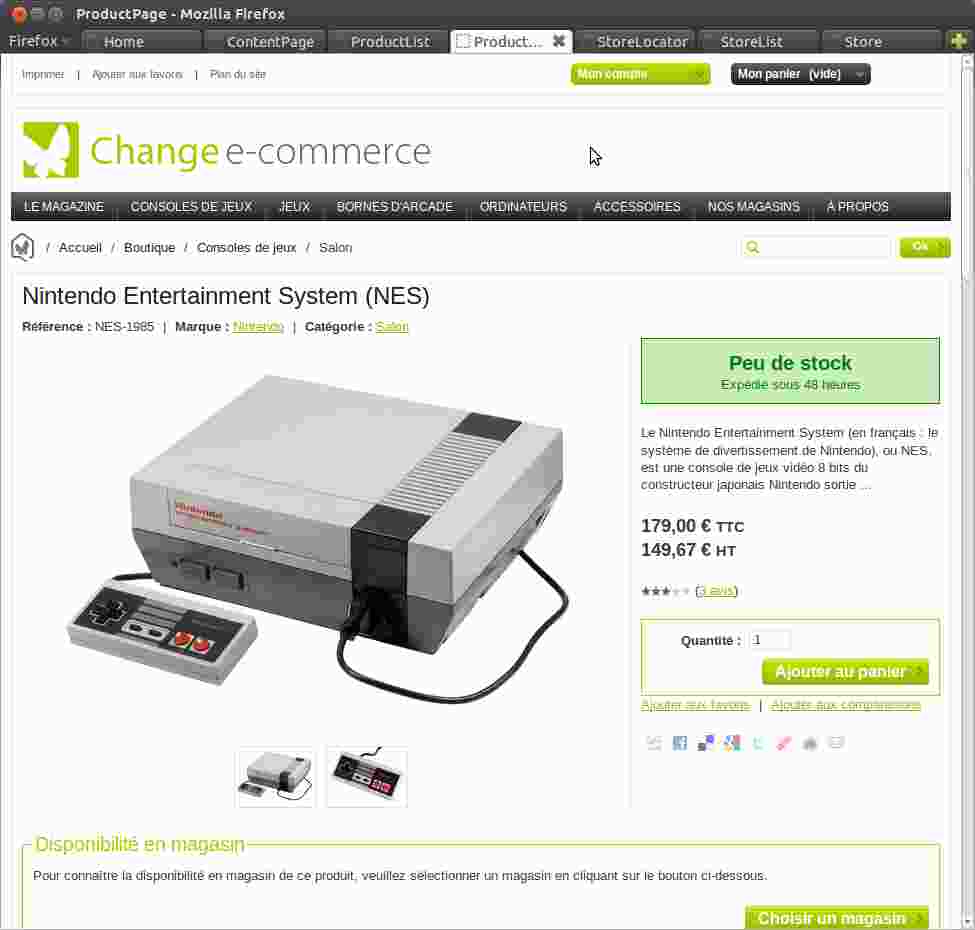 ProductPage - Mozilla Firefox
Firefox Home ContentPage ProductList Product... StoreLocator StoreList Store
Imprimer | Ajouter aux favoris | Plan du site Mon compte Mon panier (vide)
Change e-commerce
LE MAGAZINE CONSOLES DE JEUX JEUX BORNES D'ARCADE ORDINATEURS ACCESSOIRES NOS MAGASINS À PROPOS
/ Accueil / Boutique / Consoles de jeux / Salon Ok
Nintendo Entertainment System (NES)
Référence : NES-1985 | Marque : Nintendo | Catégorie : Salon
Peu de stock
Expédié sous 48 heures
Le Nintendo Entertainment System (en français : le
système de divertissement de Nintendo), ou NES,
est une console de jeux vidéo 8 bits du
constructeur japonais Nintendo sortie ...
Nintendo
179,00 € TTC
149,67 € HT
(3 avis)
Quantité : 1
Ajouter au panier
Ajouter aux favoris | Ajouter aux comparaisons
Disponibilité en magasin
Pour connaître la disponibilité en magasin de ce produit, veuillez sélectionner un magasin en cliquant sur le bouton ci-dessous.
Choisir un magasin